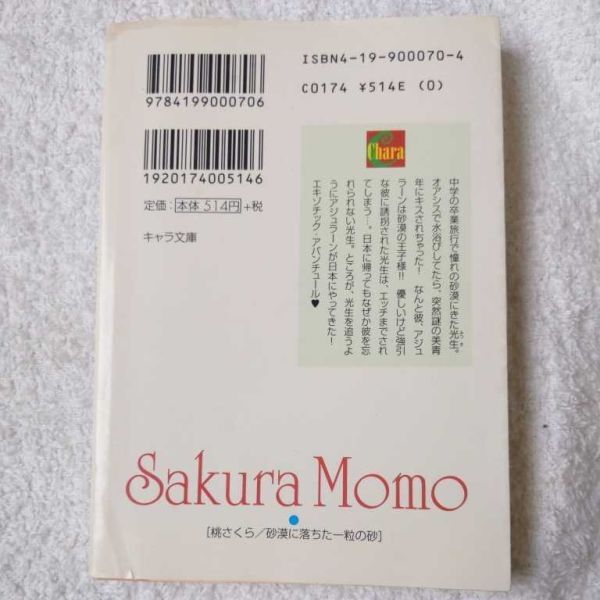 ISBN4-19-900070-4
C0174 ¥514E (0)
9784199000706
1920174005146
定価:本体514円+税
キャラ文庫
Chara
中学の卒業旅行で憧れの砂漠にきた光生。
オアシスで水浴びしてたら、突然謎の美青
年にキスされちゃった! なんと彼、アジュ
ラーンは砂漠の王子様!! 優しいけど強引
な彼に誘拐された光生は、エッチまでされ
てしまう…。日本に帰ってもなぜか彼を忘
れられない光生。ところが、光生を追うよ
うにアジュラーンが日本にやってきた!
エキゾチック・アバンチュール♥
Sakura Momo
[桃さくら/砂漠に落ちた一粒の砂]